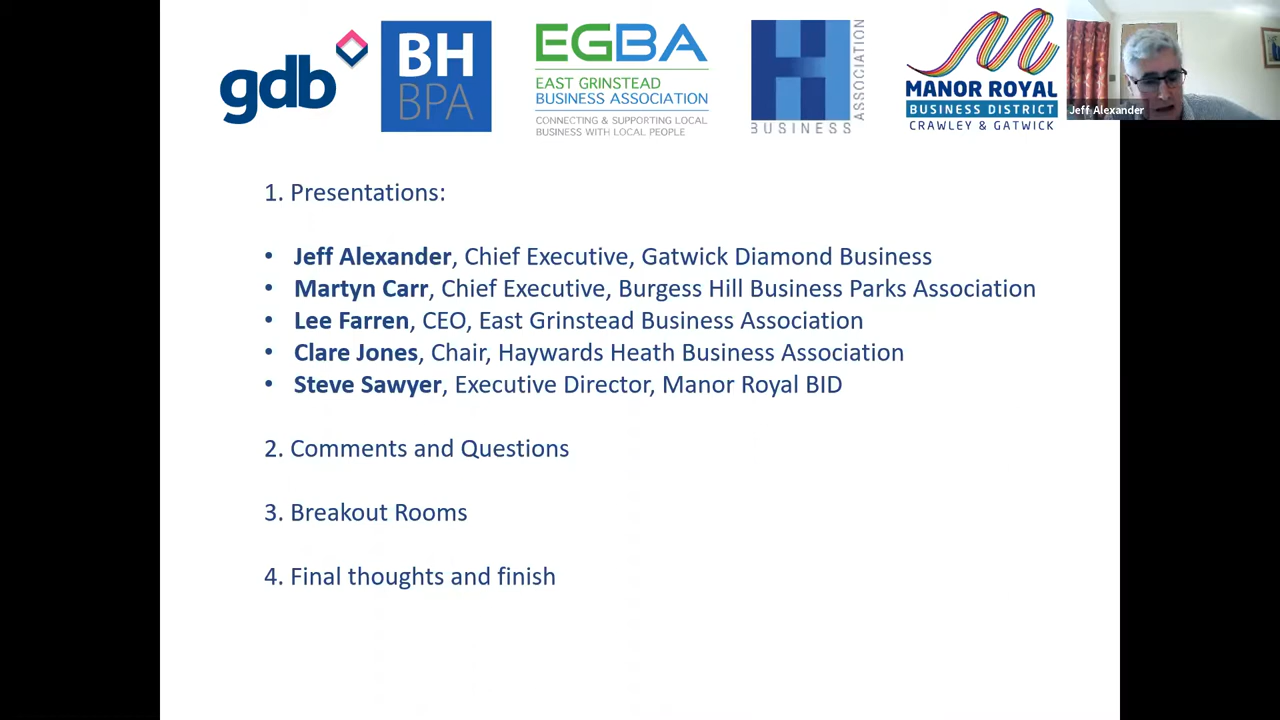 gdb
BH
BPA
EGBA
EAST GRINSTEAD
BUSINESS ASSOCIATION
CONNECTING & SUPPORTING LOCAL
BUSINESS WITH LOCAL PEOPLE
H
BUSINESS
ASSOCIATION
M
MANOR ROYAL
BUSINESS DISTRICT
CRAWLEY & GATWICK
Jeff Alexander
1. Presentations:
• Jeff Alexander, Chief Executive, Gatwick Diamond Business
• Martyn Carr, Chief Executive, Burgess Hill Business Parks Association
• Lee Farren, CEO, East Grinstead Business Association
• Clare Jones, Chair, Haywards Heath Business Association
• Steve Sawyer, Executive Director, Manor Royal BID
2. Comments and Questions
3. Breakout Rooms
4. Final thoughts and finish